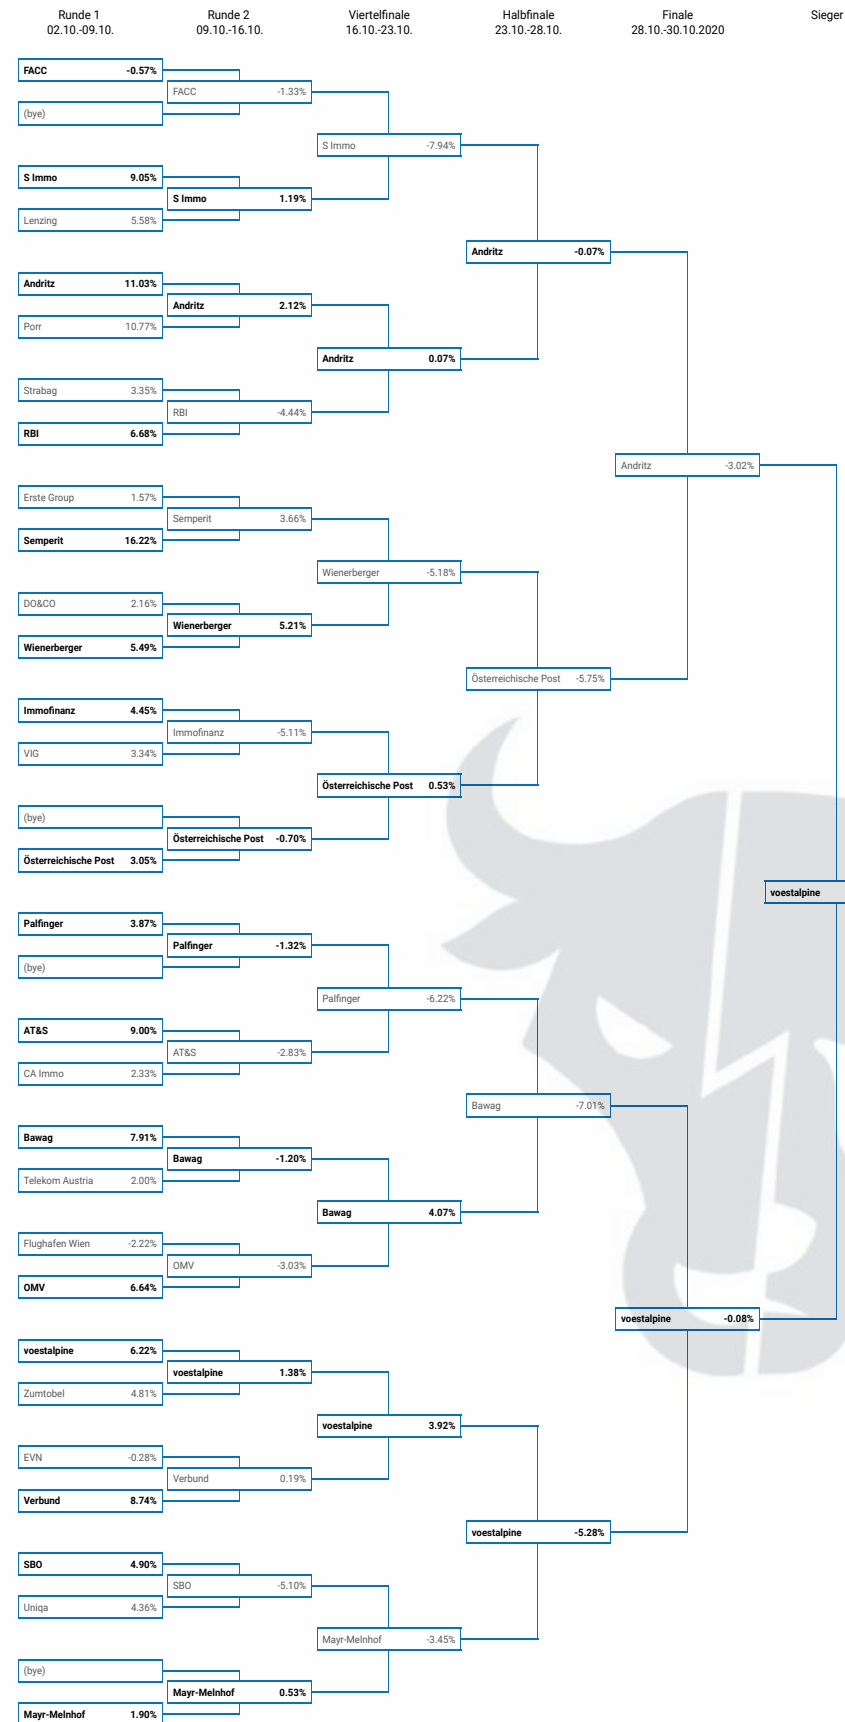 Runde 1
02.10.-09.10.
Runde 2
09.10.-16.10.
Viertelfinale
16.10.-23.10.
Halbfinale
23.10.-28.10.
Finale
28.10.-30.10.2020
Sieger
FACC -0.57%
(bye)
S Immo 9.05%
Lenzing 5.58%
Andritz 11.03%
Porr 10.77%
Strabag 3.35%
RBI 6.68%
Erste Group 1.57%
Semperit 16.22%
DO&CO 2.16%
Wienerberger 5.49%
Immofinanz 4.45%
VIG 3.34%
(bye)
Österreichische Post 3.05%
Palfinger 3.87%
(bye)
AT&S 9.00%
CA Immo 2.33%
Bawag 7.91%
Telekom Austria 2.00%
Flughafen Wien -2.22%
OMV 6.64%
voestalpine 6.22%
Zumtobel 4.81%
EVN -0.28%
Verbund 8.74%
SBO 4.90%
Uniqa 4.36%
(bye)
Mayr-Melnhof 1.90%
FACC -1.33%
S Immo 1.19%
Andritz 2.12%
RBI -4.44%
Semperit 3.66%
Wienerberger 5.21%
Immofinanz -5.11%
Österreichische Post -0.70%
Palfinger -1.32%
AT&S -2.83%
Bawag -1.20%
OMV -3.03%
voestalpine 1.38%
Verbund 0.19%
SBO -5.10%
Mayr-Melnhof 0.53%
S Immo -7.94%
Andritz 0.07%
Wienerberger -5.18%
Österreichische Post 0.53%
Palfinger -6.22%
Bawag 4.07%
voestalpine 3.92%
Mayr-Melnhof -3.45%
Andritz -0.07%
Österreichische Post -5.75%
Bawag -7.01%
voestalpine -5.28%
Andritz -3.02%
voestalpine -0.08%
voestalpine